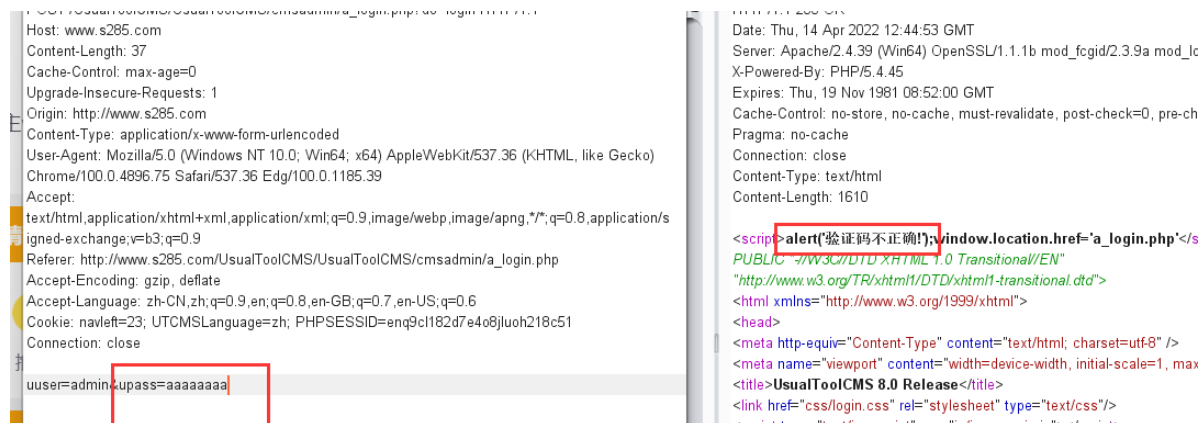 Host: www.s285.com
Content-Length: 37
Cache-Control: max-age=0
Upgrade-Insecure-Requests: 1
Origin: http://www.s285.com
Content-Type: application/x-www-form-urlencoded
User-Agent: Mozilla/5.0 (Windows NT 10.0; Win64; x64) AppleWebKit/537.36 (KHTML, like Gecko)
Chrome/100.0.4896.75 Safari/537.36 Edg/100.0.1185.39
Accept:
text/html,application/xhtml+xml,application/xml;q=0.9,image/webp,image/apng,*/*;q=0.8,application/s
igned-exchange;v=b3;q=0.9
Referer: http://www.s285.com/UsualToolCMS/UsualToolCMS/cmsadmin/a_login.php
Accept-Encoding: gzip, deflate
Accept-Language: zh-CN,zh;q=0.9,en;q=0.8,en-GB;q=0.7,en-US;q=0.6
Cookie: navleft=23; UTCMSLanguage=zh; PHPSESSID=enq9cl182d7e4o8jluoh218c51
Connection: close
uuser=admin&upass=aaaaaaaa
Date: Thu, 14 Apr 2022 12:44:53 GMT
Server: Apache/2.4.39 (Win64) OpenSSL/1.1.1b mod_fcgid/2.3.9a mod_lo
X-Powered-By: PHP/5.4.45
Expires: Thu, 19 Nov 1981 08:52:00 GMT
Cache-Control: no-store, no-cache, must-revalidate, post-check=0, pre-ch
Pragma: no-cache
Connection: close
Content-Type: text/html
Content-Length: 1610
<script>alert('验证码不正确!');window.location.href='a_login.php'</s
PUBLIC "-//W3C//DTD XHTML 1.0 Transitional//EN"
"http://www.w3.org/TR/xhtml1/DTD/xhtml1-transitional.dtd">
<html xmlns="http://www.w3.org/1999/xhtml">
<head>
<meta http-equiv="Content-Type" content="text/html; charset=utf-8" />
<meta name="viewport" content="width=device-width, initial-scale=1, max
<title>UsualToolCMS 8.0 Release</title>
<link href="css/login.css" rel="stylesheet" type="text/css"/>